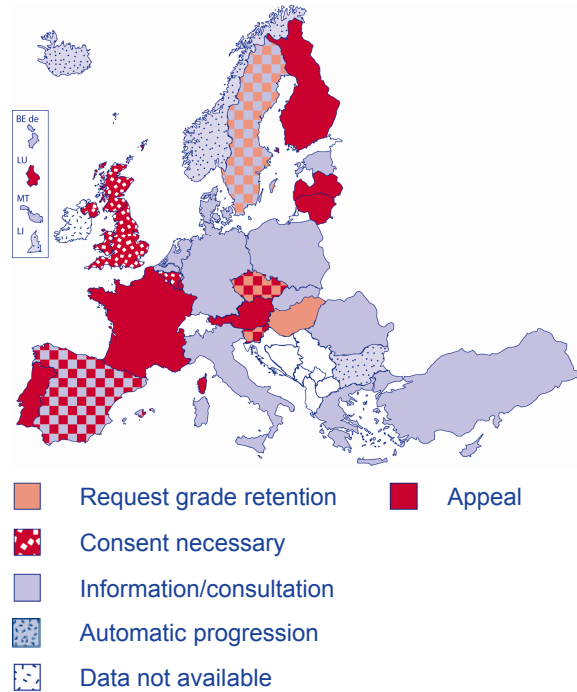 BE de
LU
MT
LI
Request grade retention
Appeal
Consent necessary
Information/consultation
Automatic progression
Data not available